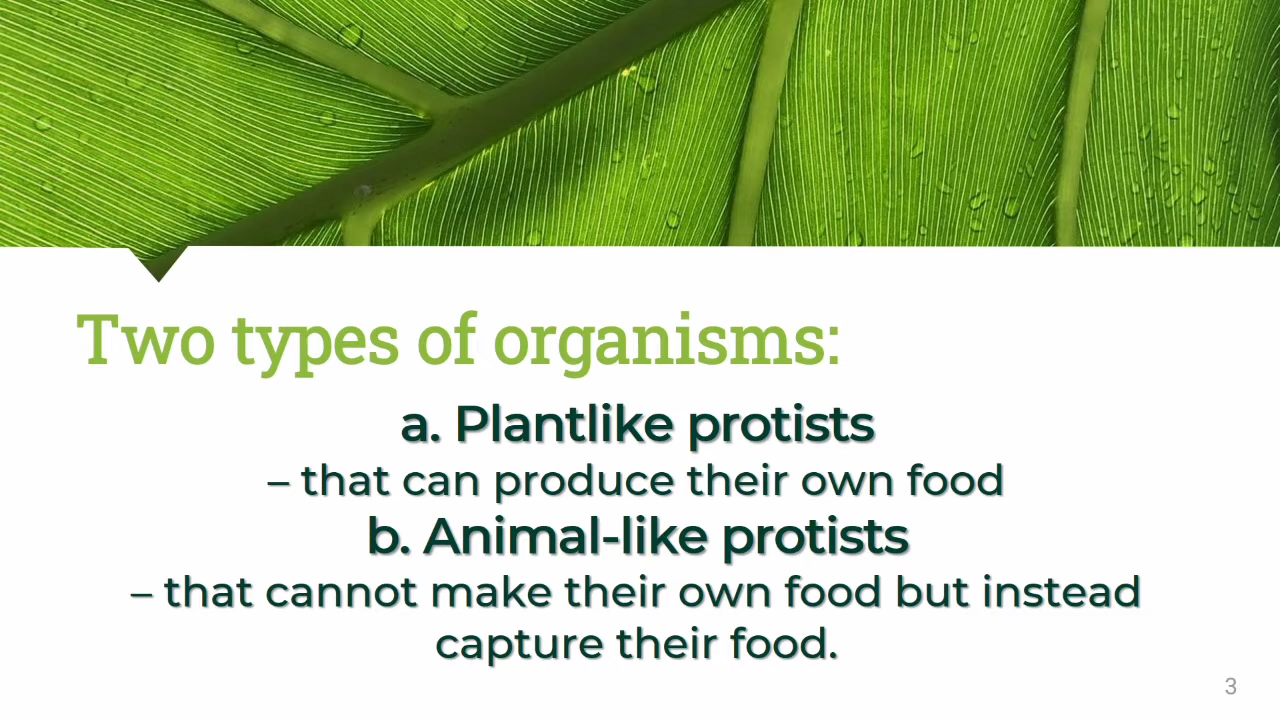 Two types of organisms:
a. Plantlike protists
– that can produce their own food
b. Animal-like protists
– that cannot make their own food but instead
capture their food.
3